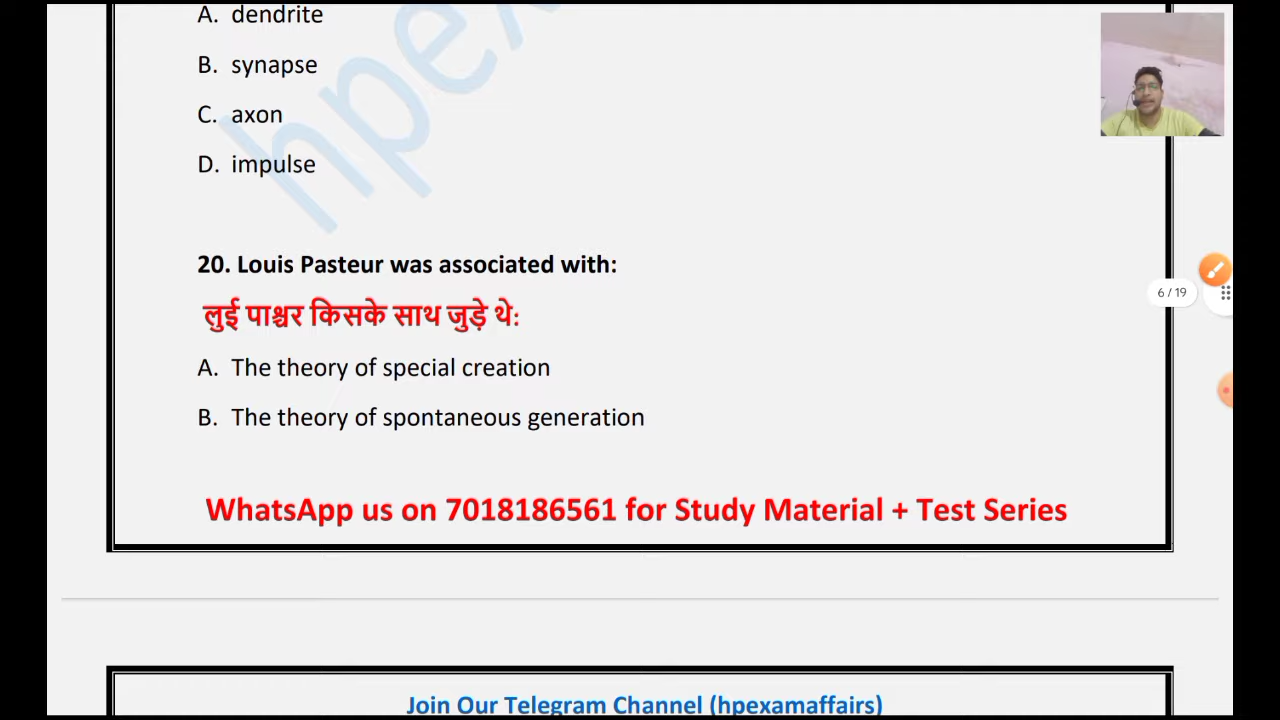 A. dendrite
B. synapse
C. axon
D. impulse
20. Louis Pasteur was associated with:
लुई पाश्चर किसके साथ जुड़े थे:
A. The theory of special creation
B. The theory of spontaneous generation
6 / 19
WhatsApp us on 7018186561 for Study Material + Test Series
Join Our Telegram Channel (hpexamaffairs)